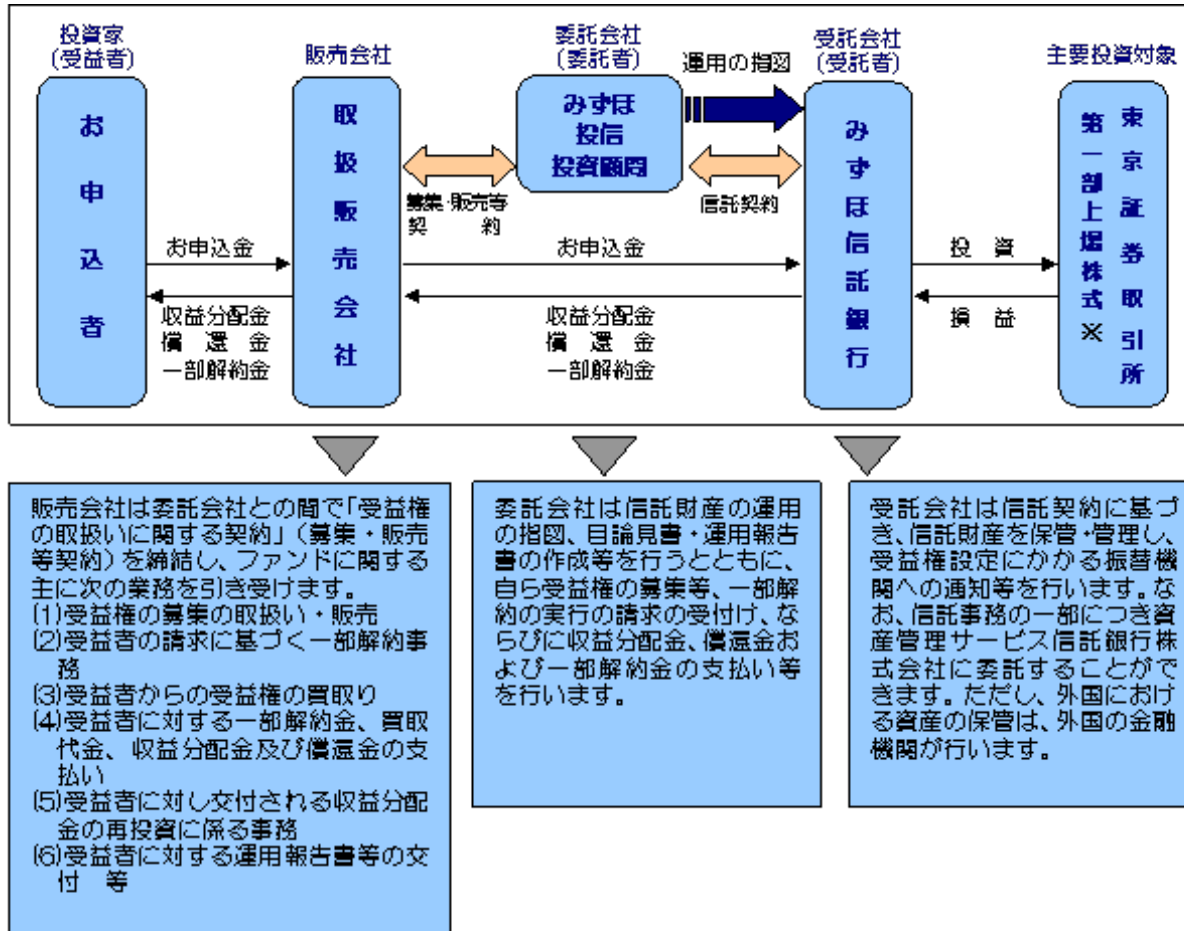 投資家
(受益者)
販売会社
委託会社
(委託者)
運用の指図
受託会社
(受託者)
主要投資対象
お申込者
取扱販売会社
みずほ
投信
投資顧問
みずほ信託銀行
東京証券取引所
第一部上場株式※
募集・販売等
契　約
信託契約
お申込金
お申込金
投　資
収益分配金
償　還　金
一部解約金
収益分配金
償　還　金
一部解約金
損　益
販売会社は委託会社との間で「受益権
の取扱いに関する契約」（募集・販売
等契約）を締結し、ファンドに関する
主に次の業務を引き受けます。
(1)受益権の募集の取扱い・販売
(2)受益者の請求に基づく一部解約事
務
(3)受益者からの受益権の買取り
(4)受益者に対する一部解約金、買取
代金、収益分配金及び償還金の支
払い
(5)受益者に対し交付される収益分配
金の再投資に係る事務
(6)受益者に対する運用報告書等の交
付　等
委託会社は信託財産の運用
の指図、目論見書・運用報告
書の作成等を行うとともに、
自ら受益権の募集等、一部解
約の実行の請求の受付け、な
らびに収益分配金、償還金お
よび一部解約金の支払い等
を行います。
受託会社は信託契約に基づ
き、信託財産を保管・管理し、
受益権設定にかかる振替機
関への通知等を行います。な
お、信託事務の一部につき資
産管理サービス信託銀行株
式会社に委託することがで
きます。ただし、外国におけ
る資産の保管は、外国の金融
機関が行います。